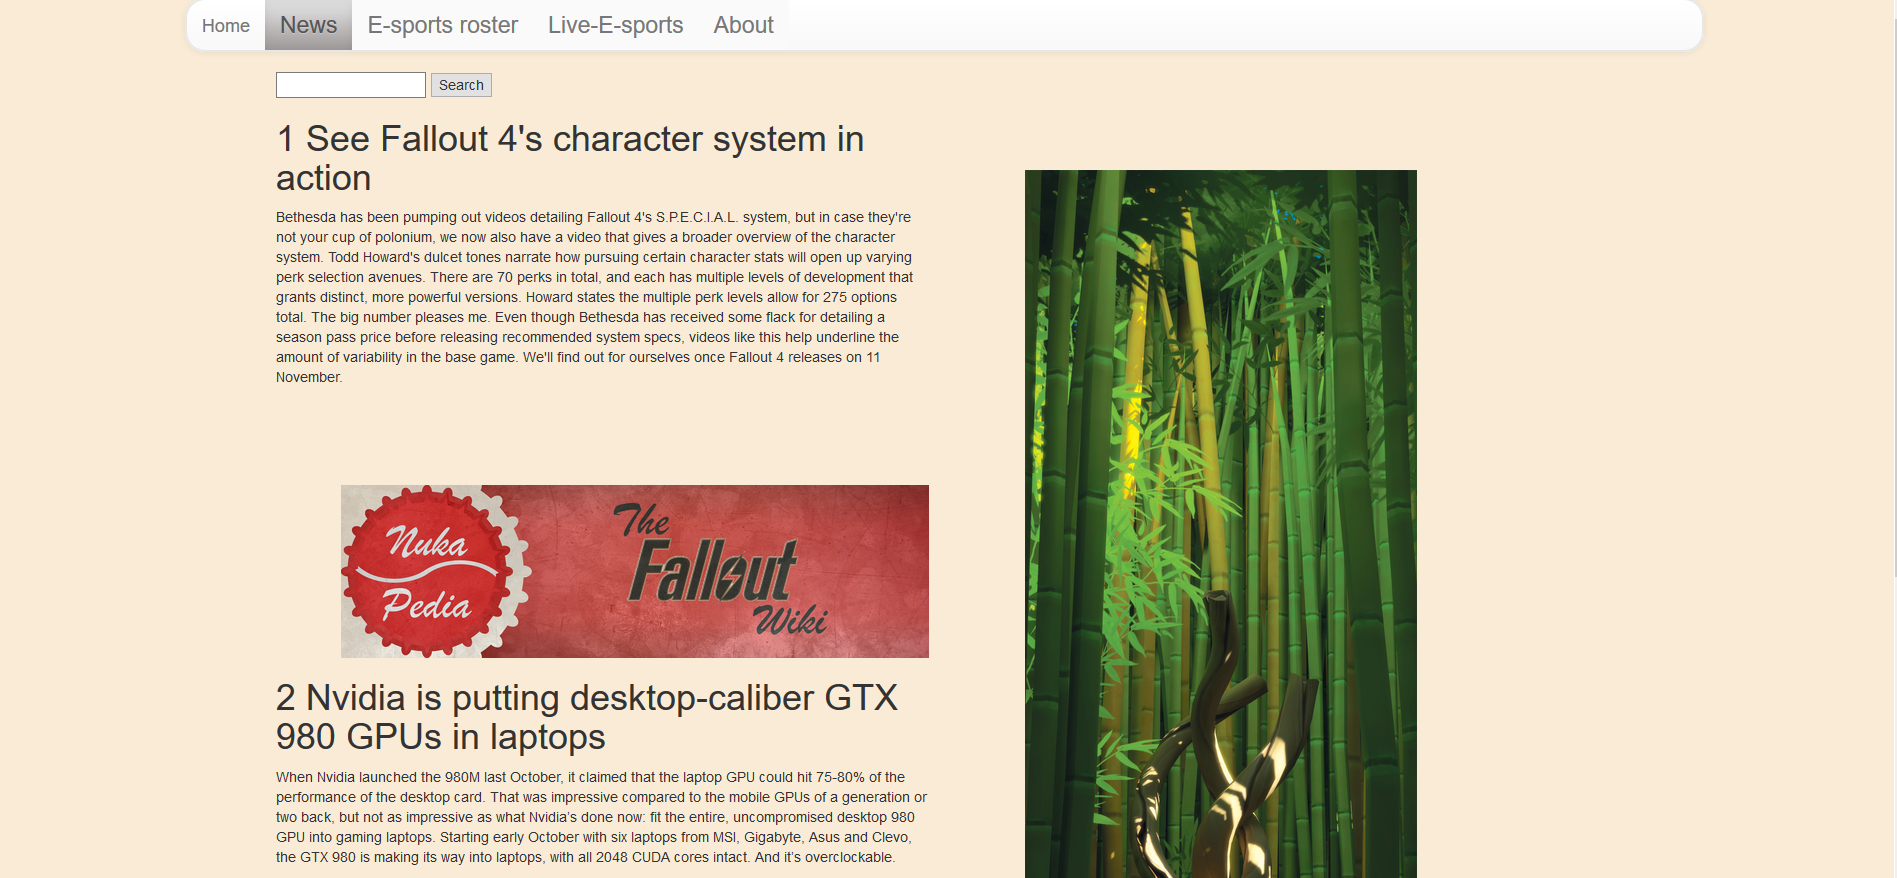 Home News E-sports roster Live-E-sports About
Search
1 See Fallout 4's character system in
action
Bethesda has been pumping out videos detailing Fallout 4's S.P.E.C.I.A.L. system, but in case they're
not your cup of polonium, we now also have a video that gives a broader overview of the character
system. Todd Howard's dulcet tones narrate how pursuing certain character stats will open up varying
perk selection avenues. There are 70 perks in total, and each has multiple levels of development that
grants distinct, more powerful versions. Howard states the multiple perk levels allow for 275 options
total. The big number pleases me. Even though Bethesda has received some flack for detailing a
season pass price before releasing recommended system specs, videos like this help underline the
amount of variability in the base game. We'll find out for ourselves once Fallout 4 releases on 11
November.
Nuka
Pedia
The
Fallout
Wiki
2 Nvidia is putting desktop-caliber GTX
980 GPUs in laptops
When Nvidia launched the 980M last October, it claimed that the laptop GPU could hit 75-80% of the
performance of the desktop card. That was impressive compared to the mobile GPUs of a generation or
two back, but not as impressive as what Nvidia’s done now: fit the entire, uncompromised desktop 980
GPU into gaming laptops. Starting early October with six laptops from MSI, Gigabyte, Asus and Clevo,
the GTX 980 is making its way into laptops, with all 2048 CUDA cores intact. And it’s overclockable.